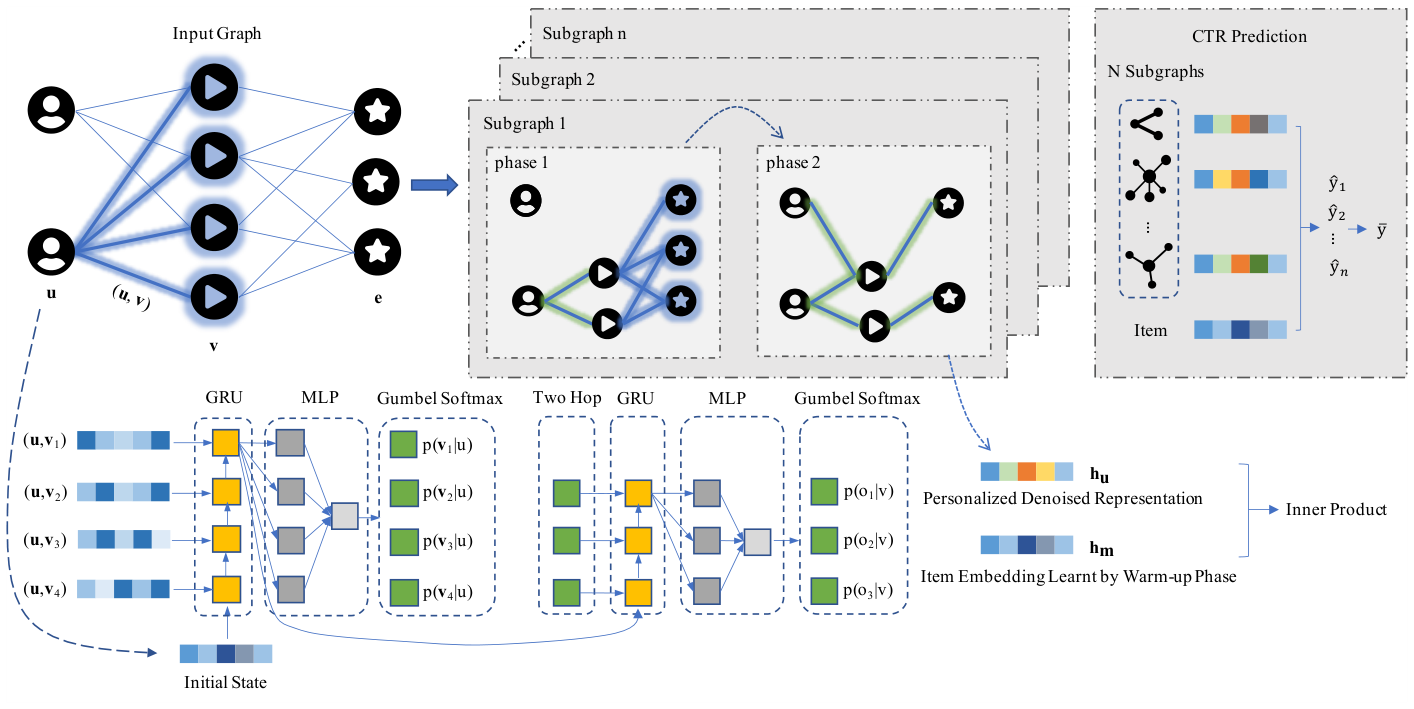 Input Graph
u
(u, v)
v
e
Subgraph n
...
Subgraph 2
Subgraph 1
phase 1
phase 2
CTR Prediction
N Subgraphs
⋮
Item
ŷ1
ŷ2
⋮
ŷn
ȳ
GRU
MLP
Gumbel Softmax
(u,v1)
(u,v2)
(u,v3)
(u,v4)
p(v1|u)
p(v2|u)
p(v3|u)
p(v4|u)
Initial State
Two Hop
GRU
MLP
Gumbel Softmax
p(o1|v)
p(o2|v)
p(o3|v)
hu
Personalized Denoised Representation
hm
Item Embedding Learnt by Warm-up Phase
Inner Product